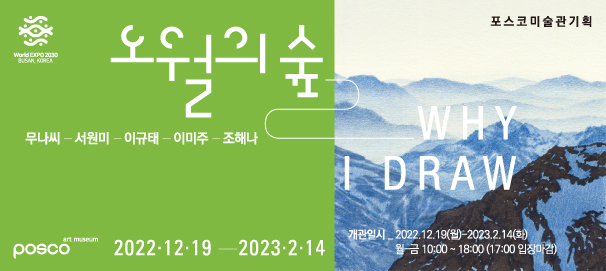 World EXPO 2030
BUSAN, KOREA
오월의 숲
무나씨 – 서원미 – 이규태 – 이미주 – 조해나
posco art museum
2022·12·19 — 2023·2·14
포스코미술관기획
WHY
I DRAW
개관일시 _ 2022.12.19(월)-2023.2.14(화)
월–금 10:00 ~ 18:00 (17:00 입장마감)